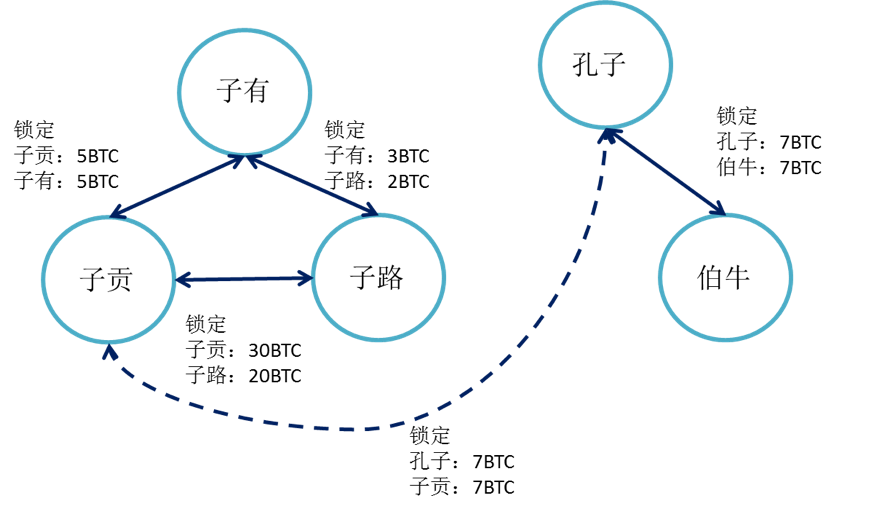 子有
孔子
锁定
子贡：5BTC
子有：5BTC
锁定
子有：3BTC
子路：2BTC
锁定
孔子：7BTC
伯牛：7BTC
子贡
子路
伯牛
锁定
子贡：30BTC
子路：20BTC
锁定
孔子：7BTC
子贡：7BTC